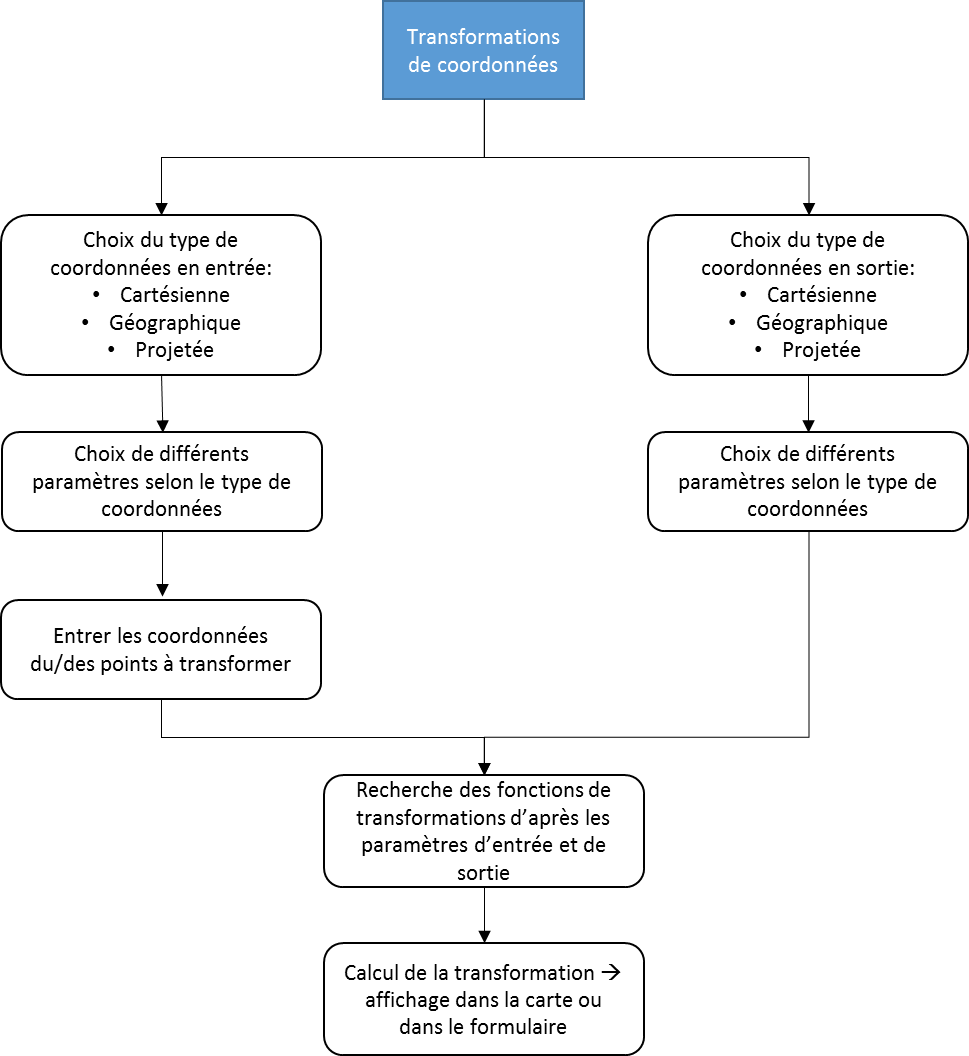 Transformations
de coordonnées
Choix du type de
coordonnées en entrée:
• Cartésienne
• Géographique
• Projetée
Choix du type de
coordonnées en sortie:
• Cartésienne
• Géographique
• Projetée
Choix de différents
paramètres selon le type de
coordonnées
Choix de différents
paramètres selon le type de
coordonnées
Entrer les coordonnées
du/des points à transformer
Recherche des fonctions de
transformations d’après les
paramètres d’entrée et de
sortie
Calcul de la transformation →
affichage dans la carte ou
dans le formulaire